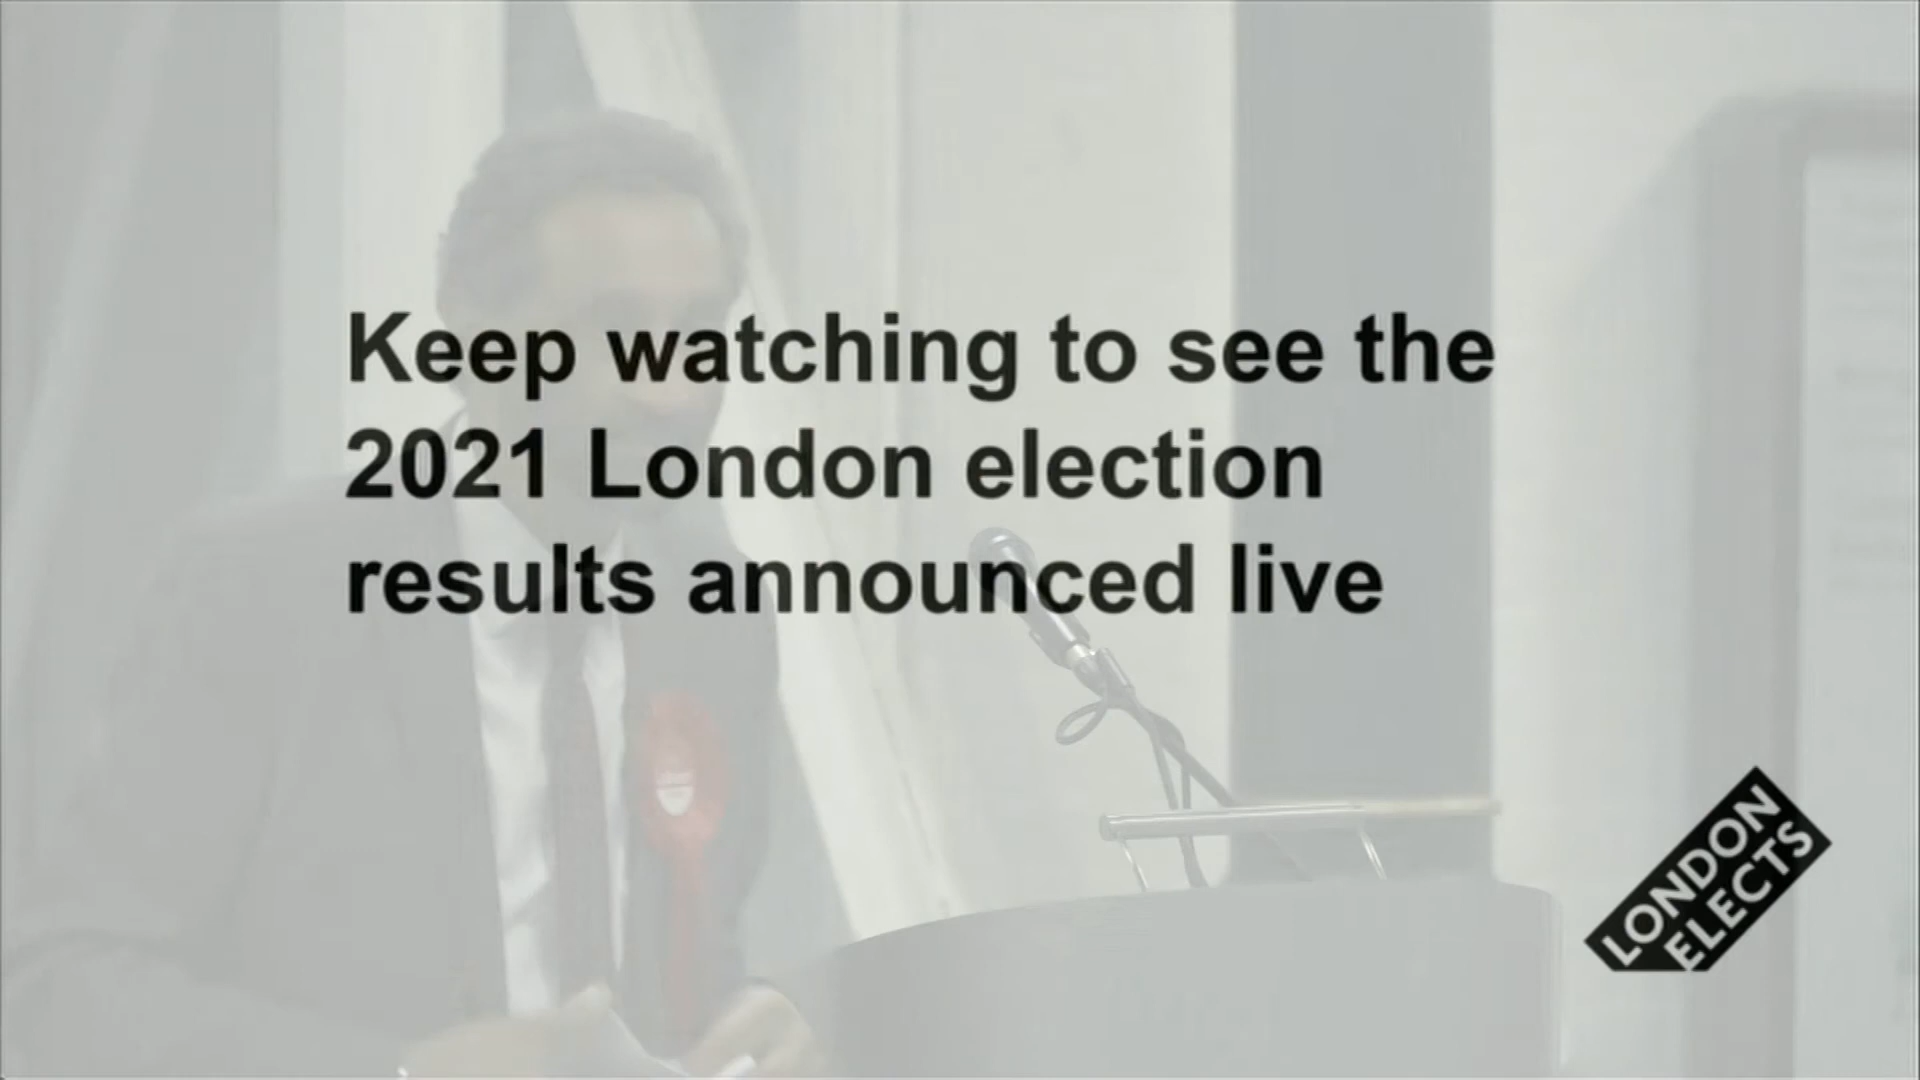 Keep watching to see the
2021 London election
results announced live
LONDON
ELECTS